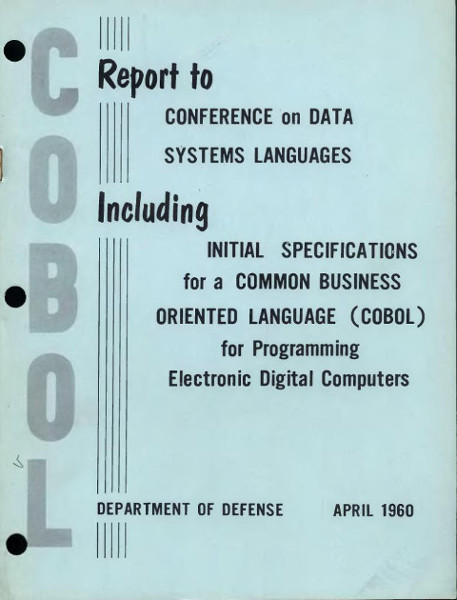 COBOL
Report to
CONFERENCE on DATA
SYSTEMS LANGUAGES
Including
INITIAL SPECIFICATIONS
for a COMMON BUSINESS
ORIENTED LANGUAGE (COBOL)
for Programming
Electronic Digital Computers
DEPARTMENT OF DEFENSE APRIL 1960